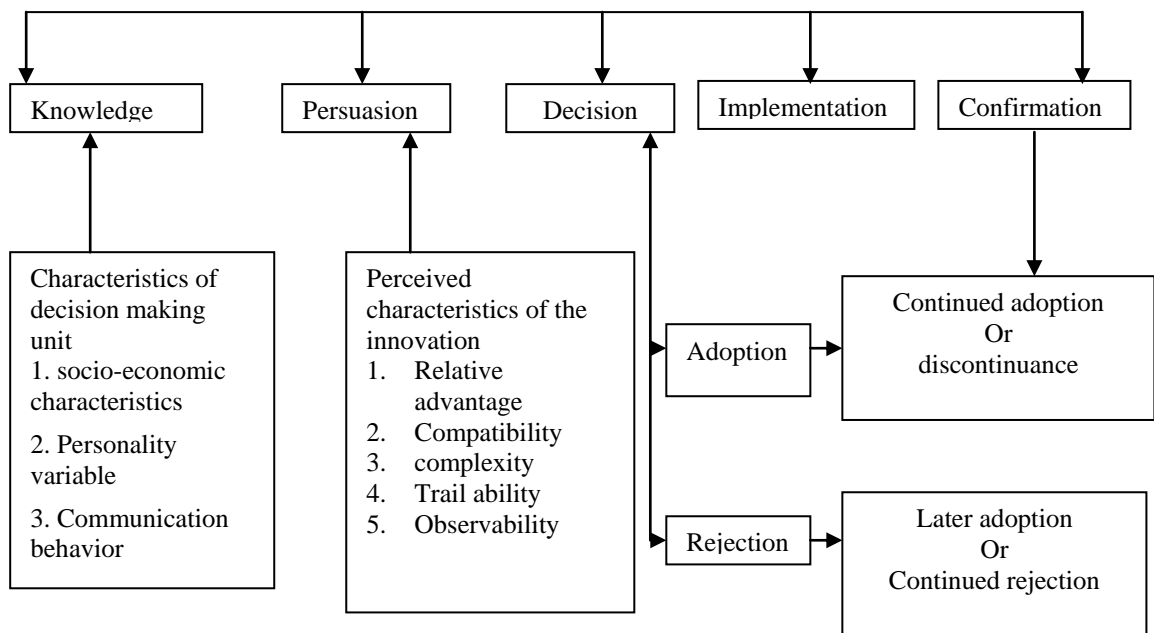 Knowledge
Persuasion
Decision
Implementation
Confirmation
Characteristics of
decision making
unit
1. socio-economic
characteristics
2. Personality
variable
3. Communication
behavior
Perceived
characteristics of the
innovation
1. Relative
advantage
2. Compatibility
3. complexity
4. Trail ability
5. Observability
Adoption
Continued adoption
Or
discontinuance
Rejection
Later adoption
Or
Continued rejection